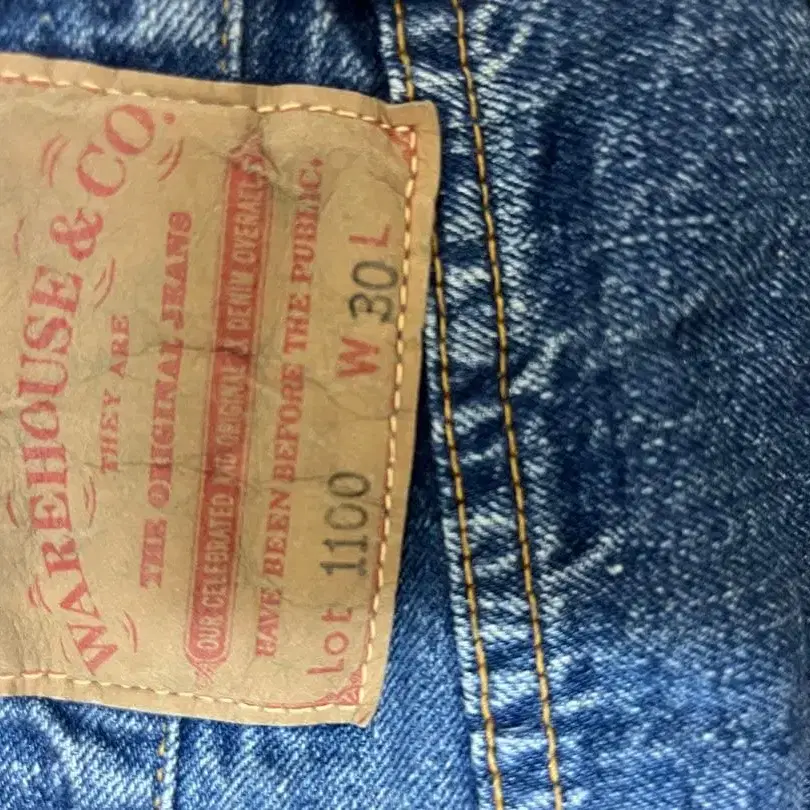 WAREHOUSE & CO.
THEY ARE
THE ORIGINAL JEANS
OUR CELEBRATED AND ORIGINAL DENIM OVERALLS
HAVE BEEN BEFORE THE PUBLIC.
Lot 1100 W 30 L